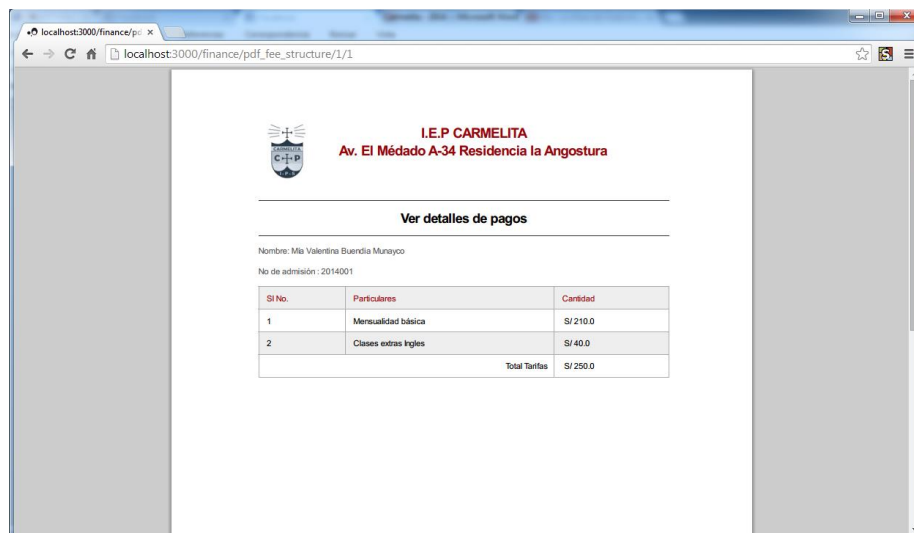 localhost:3000/finance/pd
localhost:3000/finance/pdf_fee_structure/1/1
CARMELITA
C P
I.E.P CARMELITA
Av. El Médado A-34 Residencia la Angostura
Ver detalles de pagos
Nombre: Mia Valentina Buendia Munayco
No de admisión : 2014001
Sl No. Particulares Cantidad
1 Mensualidad básica S/ 210.0
2 Clases extras Ingles S/ 40.0
Total Tarifas S/ 250.0